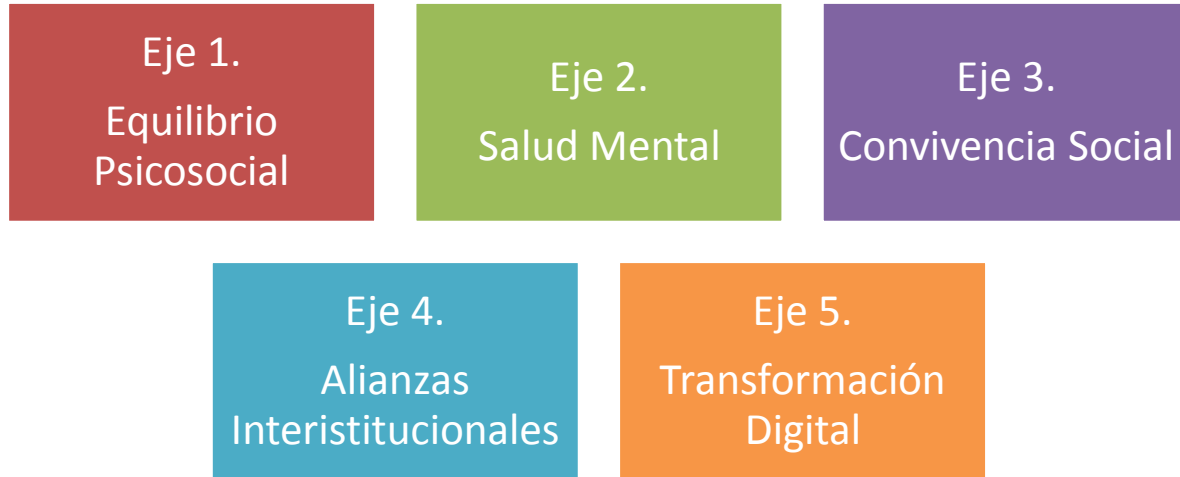 Eje 1.
Equilibrio
Psicosocial
Eje 2.
Salud Mental
Eje 3.
Convivencia Social
Eje 4.
Alianzas
Interistitucionales
Eje 5.
Transformación
Digital